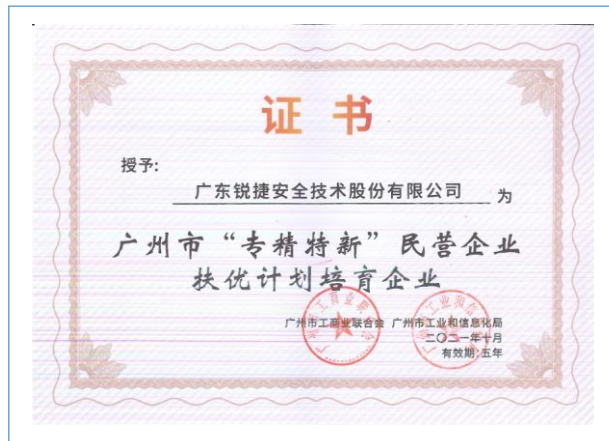 证书
授予:
广东锐捷安全技术股份有限公司 为
广州市“专精特新”民营企业
扶优计划培育企业
广州市工商业联合会 广州市工业和信息化局
二〇二一年十月
有效期:五年